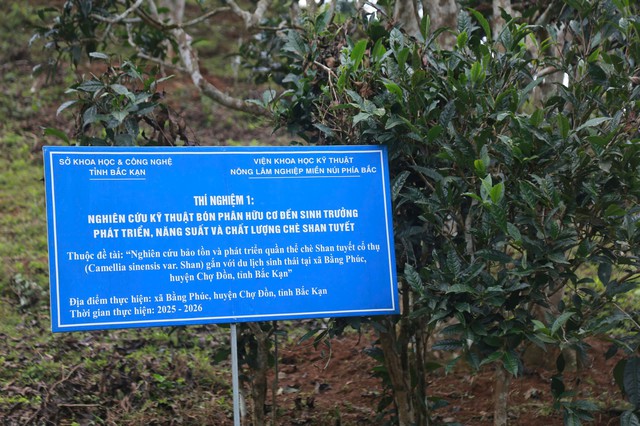 SỞ KHOA HỌC & CÔNG NGHỆ
TỈNH BẮC KẠN
VIỆN KHOA HỌC KỸ THUẬT
NÔNG LÂM NGHIỆP MIỀN NÚI PHÍA BẮC
THÍ NGHIỆM 1:
NGHIÊN CỨU KỸ THUẬT BÓN PHÂN HỮU CƠ ĐẾN SINH TRƯỞNG
PHÁT TRIỂN, NĂNG SUẤT VÀ CHẤT LƯỢNG CHÈ SHAN TUYẾT
Thuộc đề tài: "Nghiên cứu bảo tồn và phát triển quần thể chè Shan tuyết cổ thụ
(Camellia sinensis var. Shan) gắn với du lịch sinh thái tại xã Bằng Phúc,
huyện Chợ Đồn, tỉnh Bắc Kạn"
Địa điểm thực hiện: xã Bằng Phúc, huyện Chợ Đồn, tỉnh Bắc Kạn
Thời gian thực hiện: 2025 - 2026